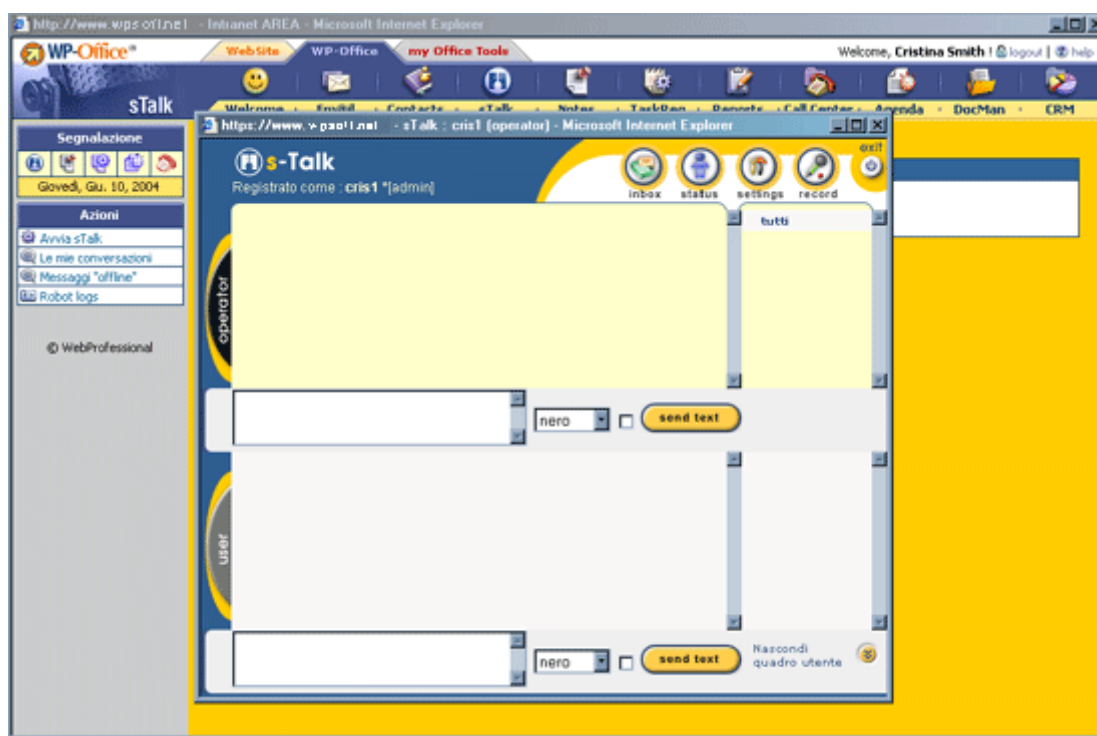 - Intranet AREA - Microsoft Internet Explorer
WP-Office®
WebSite
WP-Office
my Office Tools
Welcome, Cristina Smith ! logout | help
sTalk
Welcome · Em@il · Contacts · sTalk · Notes · TaskReq · Reports · Call Center · Agenda · DocMan · CRM
- sTalk : cris1 (operator) - Microsoft Internet Explorer
Segnalazione
Giovedì, Giu. 10, 2004
Azioni
Avvia sTalk
Le mie conversazioni
Messaggi "offline"
Robot logs
© WebProfessional
s-Talk
Registrato come : cris1 *[admin]
inbox
status
settings
record
exit
tutti
operator
nero
send text
user
nero
send text
Nascondi
quadro utente